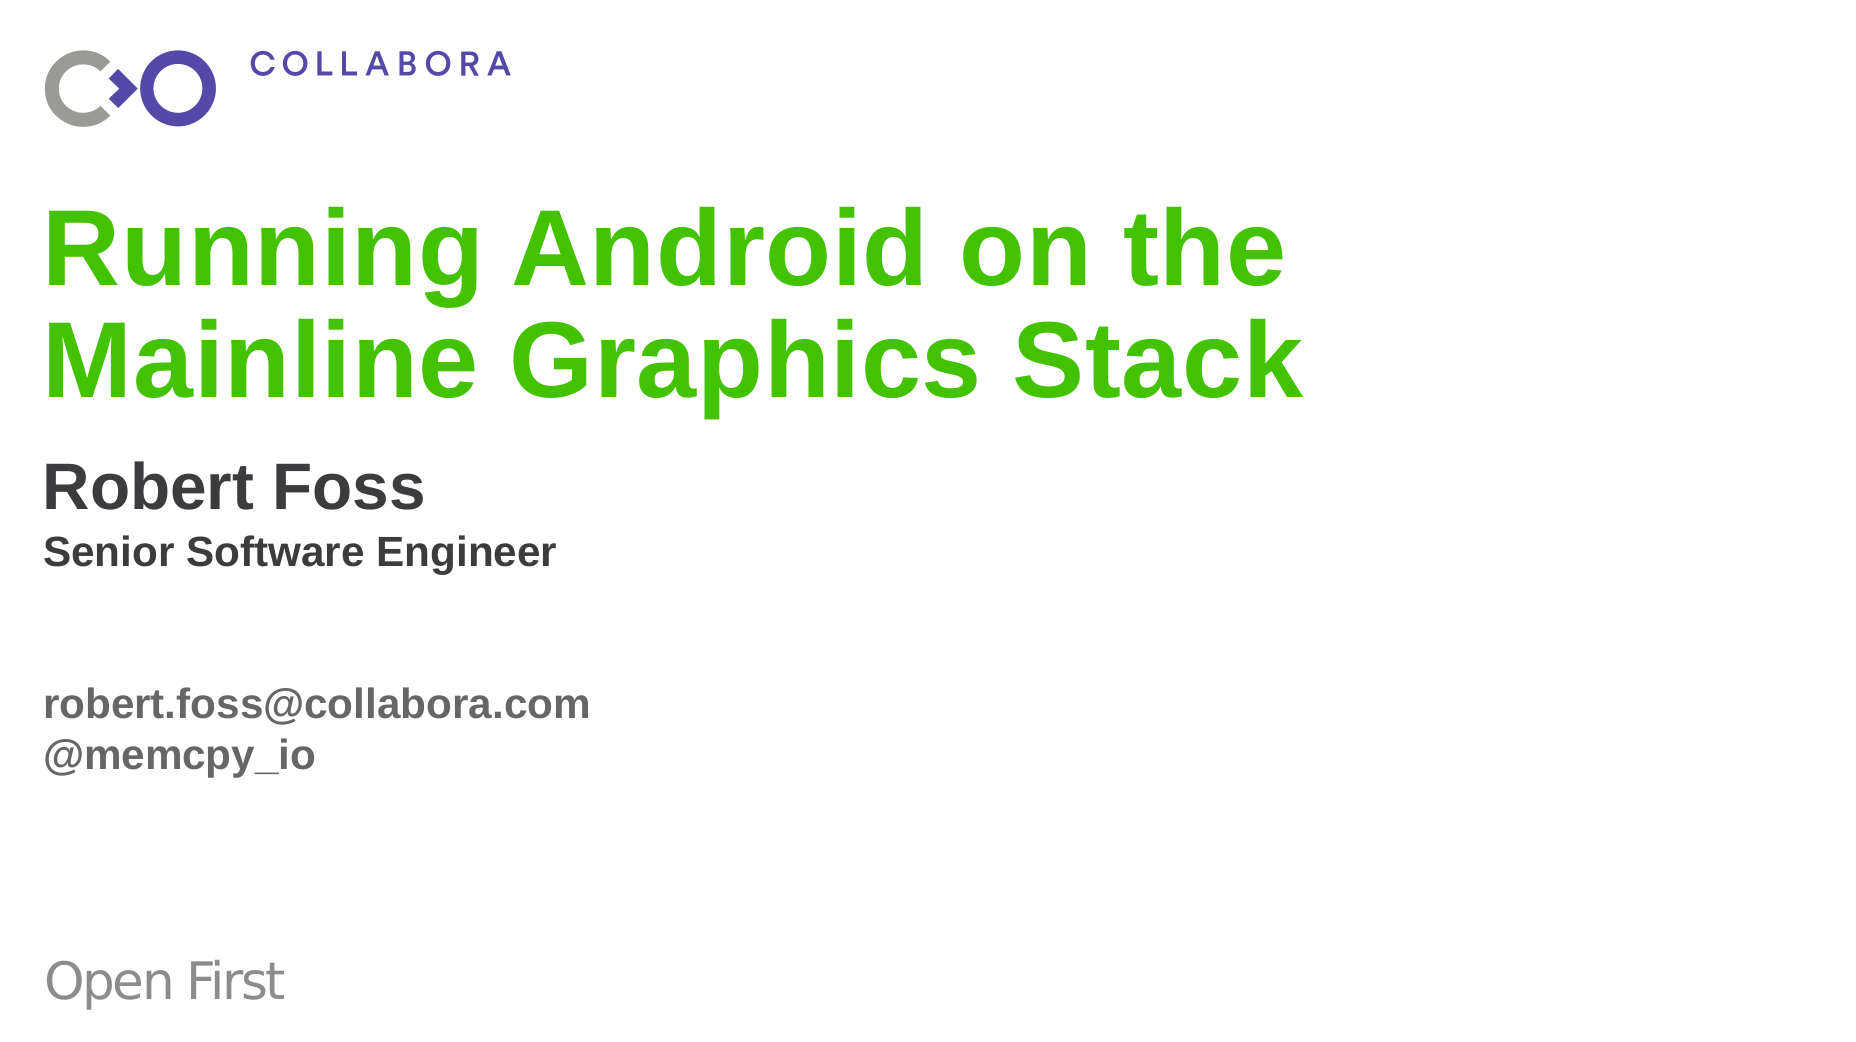 COLLABORA
Running Android on the
Mainline Graphics Stack
Robert Foss
Senior Software Engineer
robert.foss@collabora.com
@memcpy_io
Open First